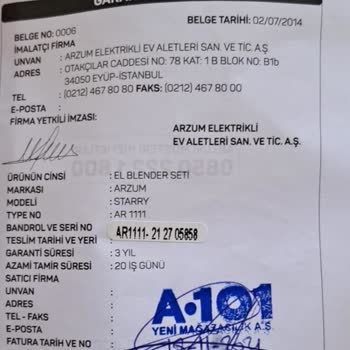 BELGE TARİHİ: 02/07/2014
BELGE NO: 0006
İMALATÇI FİRMA
UNVAN : ARZUM ELEKTRİKLİ EV ALETLERİ SAN. VE TİC. A.Ş
ADRES : OTAKÇILAR CADDESİ NO: 78 KAT: 1 B BLOK NO: B1b
34050 EYÜP-İSTANBUL
TEL : (0212) 467 80 80 FAKS: (0212) 467 80 00
E-POSTA :
FİRMA YETKİLİ İMZASI:
ARZUM ELEKTRİKLİ
EV ALETLERİ SAN. VE TİC. A.Ş.
ÜRÜNÜN CİNSİ : EL BLENDER SETİ
MARKASI : ARZUM
MODELİ : STARRY
TYPE NO : AR 1111
BANDROL VE SERİ NO : AR1111- 21 27 05858
TESLİM TARİHİ VE YERİ :
GARANTİ SÜRESİ : 3 YIL
AZAMİ TAMİR SÜRESİ : 20 İŞ GÜNÜ
SATICI FİRMA
UNVAN :
ADRES :
TEL - FAKS :
E-POSTA :
FATURA TARİH VE NO :
A-101
YENİ MAĞAZACILIK A.Ş.